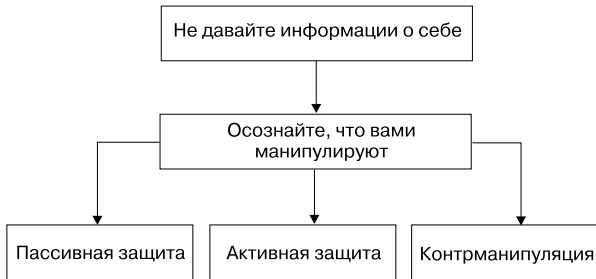 Не давайте информации о себе
Осознайте, что вами
манипулируют
Пассивная защита
Активная защита
Контрманипуляция